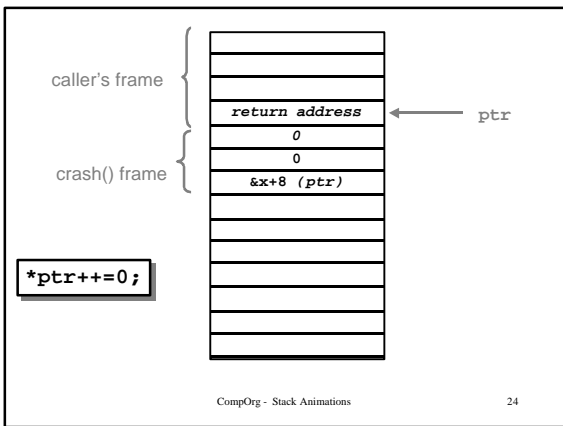 caller's frame
return address
ptr
0
crash() frame
0
&x+8 (ptr)
*ptr++=0;
CompOrg - Stack Animations
24